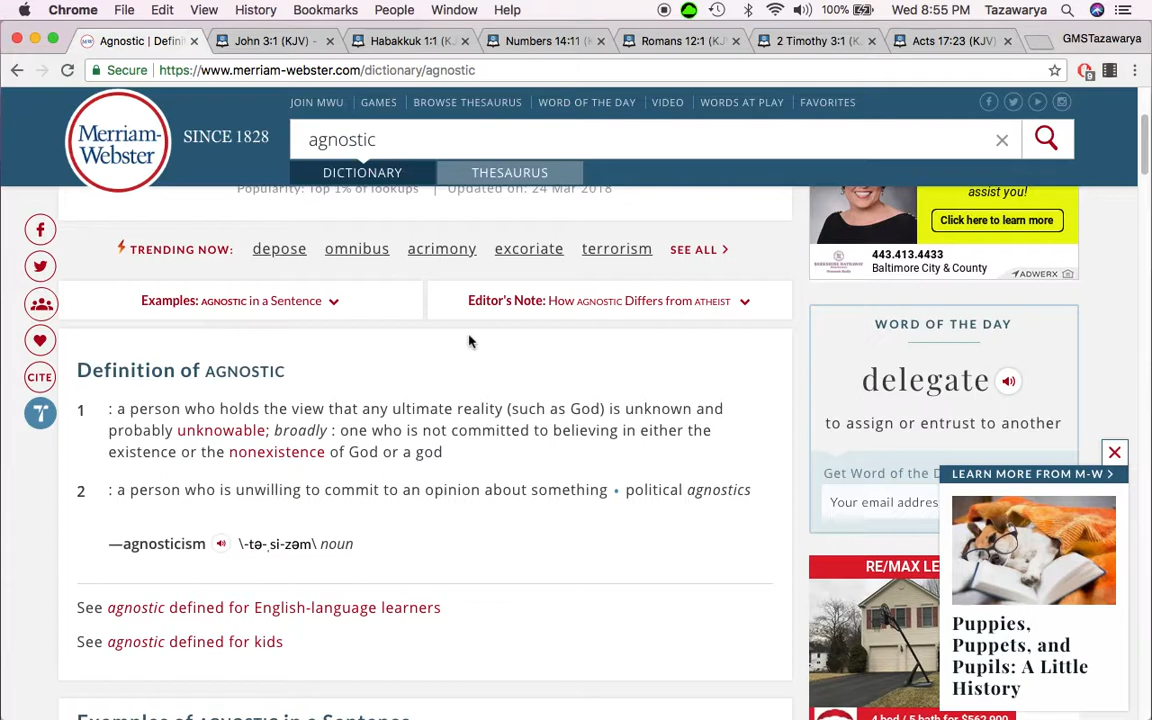 Chrome File Edit View History Bookmarks People Window Help 100% Wed 8:55 PM Tazawarya
Agnostic | Defini John 3:1 (KJV) - Habakkuk 1:1 (KJ Numbers 14:11 ( Romans 12:1 (KJ 2 Timothy 3:1 (K Acts 17:23 (KJV) GMSTazawarya
Secure https://www.merriam-webster.com/dictionary/agnostic 9
JOIN MWU GAMES BROWSE THESAURUS WORD OF THE DAY VIDEO WORDS AT PLAY FAVORITES
Merriam-
Webster
SINCE 1828
agnostic
DICTIONARY THESAURUS
Popularity: Top 1% of lookups | Updated on: 24 Mar 2018
TRENDING NOW: depose omnibus acrimony excoriate terrorism SEE ALL >
Examples: AGNOSTIC in a Sentence
Editor's Note: How AGNOSTIC Differs from ATHEIST
CITE
Definition of AGNOSTIC
1 : a person who holds the view that any ultimate reality (such as God) is unknown and
probably unknowable; broadly : one who is not committed to believing in either the
existence or the nonexistence of God or a god
2 : a person who is unwilling to commit to an opinion about something • political agnostics
—agnosticism \-tə-ˌsi-zəm\ noun
See agnostic defined for English-language learners
See agnostic defined for kids
Examples of AGNOSTIC in a Sentence
assist you!
Click here to learn more
BERKSHIRE HATHAWAY
443.413.4433
Baltimore City & County
ADWERX
WORD OF THE DAY
delegate
to assign or entrust to another
Get Word of the D
Your email addres
LEARN MORE FROM M-W >
Puppies,
Puppets, and
Pupils: A Little
History
RE/MAX LE
4 bed / 5 bath for $562,900